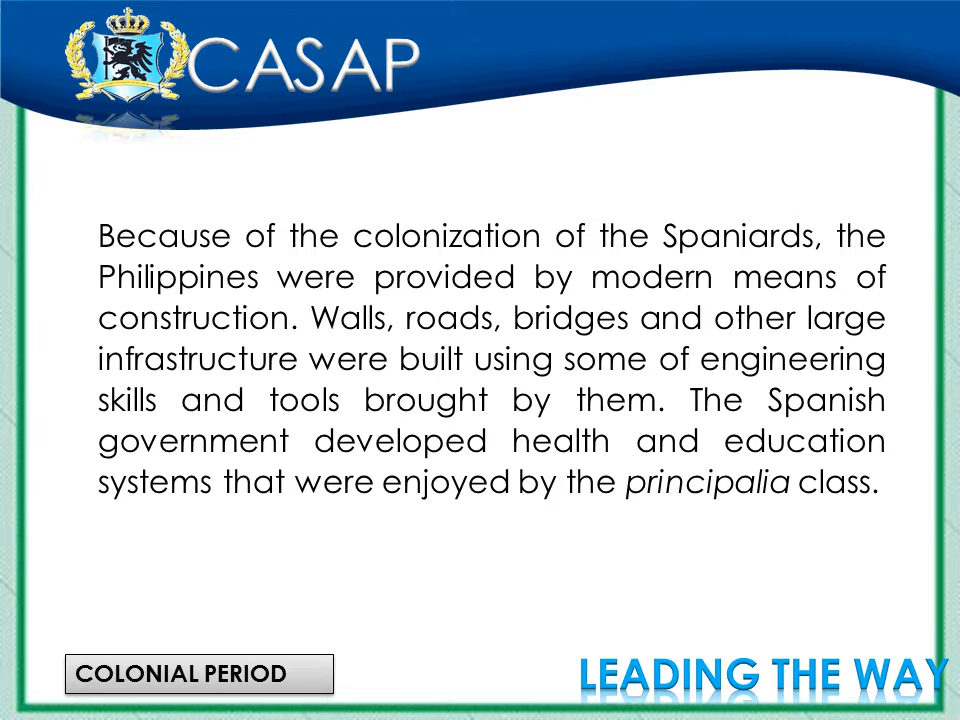 CASAP
Because of the colonization of the Spaniards, the
Philippines were provided by modern means of
construction. Walls, roads, bridges and other large
infrastructure were built using some of engineering
skills and tools brought by them. The Spanish
government developed health and education
systems that were enjoyed by the principalia class.
COLONIAL PERIOD
LEADING THE WAY